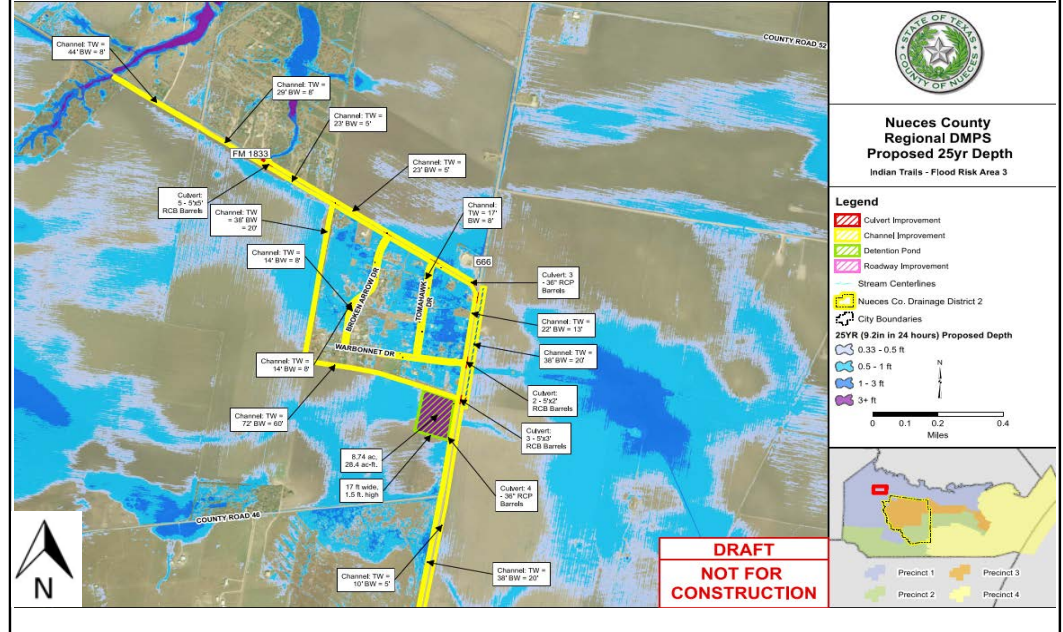 COUNTY ROAD 52
Channel: TW =
44' BW = 8'
Channel: TW =
29' BW = 8'
Channel: TW =
23' BW = 5'
FM 1833
Channel: TW =
23' BW = 5'
Culvert:
5 - 5'x5'
RCB Barrels
Channel: TW
= 38' BW
= 20'
Channel:
TW = 17'
BW = 8'
Channel: TW =
14' BW = 8'
666
Culvert: 3
- 36" RCP
Barrels
BROKEN ARROW DR
TOMAHAWK
DR
Channel: TW =
22' BW = 13'
WARBONNET DR
Channel: TW =
38' BW = 20'
Channel: TW =
14' BW = 8'
Culvert:
2 - 5'x2'
RCB Barrels
Channel: TW =
72' BW = 60'
Culvert:
3 - 5'x3'
RCB Barrels
8.74 ac,
28.4 ac-ft.
17 ft wide,
1.5 ft. high
Culvert: 4
- 36" RCP
Barrels
COUNTY ROAD 46
Channel: TW =
10' BW = 5'
Channel: TW =
38' BW = 20'
N
DRAFT
NOT FOR
CONSTRUCTION
STATE OF TEXAS
COUNTY OF NUECES
Nueces County
Regional DMPS
Proposed 25yr Depth
Indian Trails - Flood Risk Area 3
Legend
Culvert Improvement
Channel Improvement
Detention Pond
Roadway Improvement
Stream Centerlines
Nueces Co. Drainage District 2
City Boundaries
25YR (9.2in in 24 hours) Proposed Depth
0.33 - 0.5 ft
0.5 - 1 ft
1 - 3 ft
3+ ft
N
0 0.1 0.2 0.4
Miles
Precinct 1
Precinct 3
Precinct 2
Precinct 4